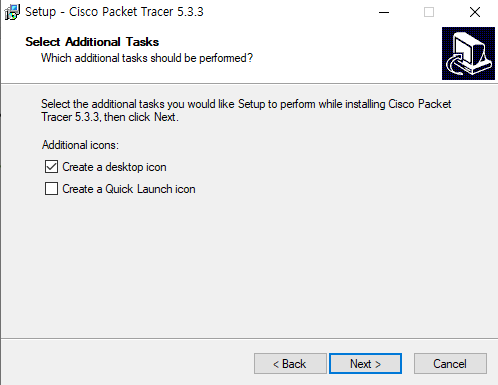 Setup - Cisco Packet Tracer 5.3.3
Select Additional Tasks
Which additional tasks should be performed?
Select the additional tasks you would like Setup to perform while installing Cisco Packet
Tracer 5.3.3, then click Next.
Additional icons:
Create a desktop icon
Create a Quick Launch icon
< Back
Next >
Cancel